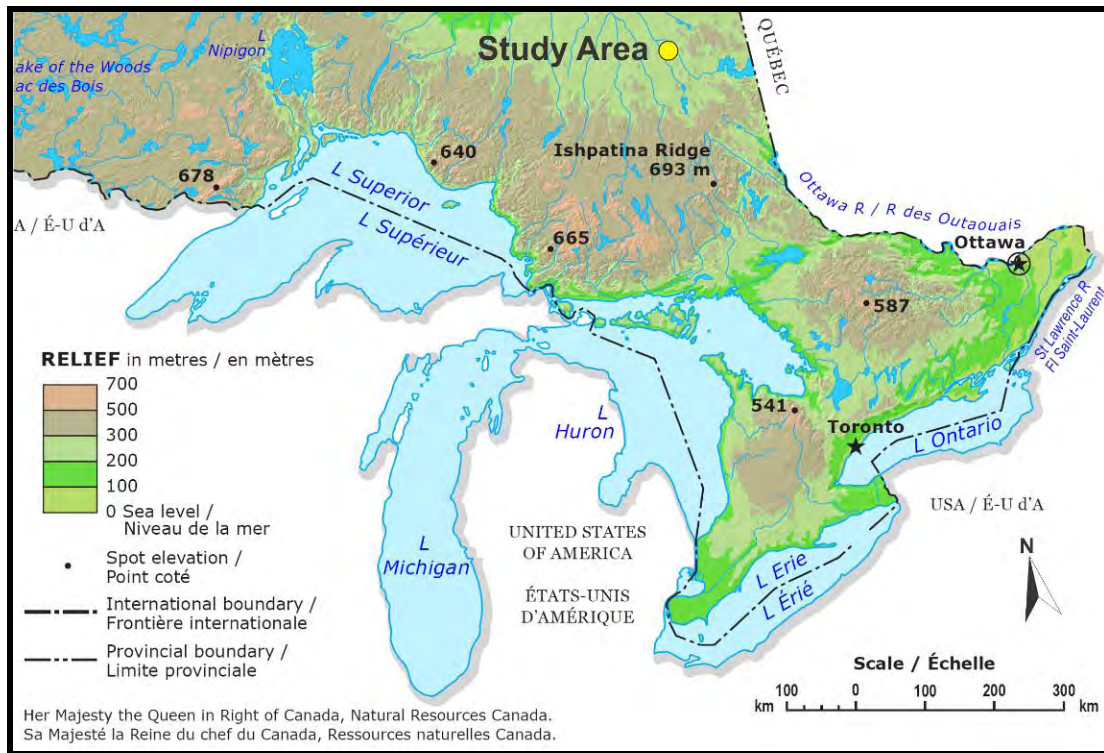 L
Nipigon
ake of the Woods
ac des Bois
Study Area
QUÉBEC
640
Ishpatina Ridge
693 m
678
L Superior
L Supérieur
Ottawa R / R des Outaouais
A / É-U d'A
665
Ottawa
587
St Lawrence R
Fl Saint-Laurent
RELIEF in metres / en mètres
700
500
300
200
100
0 Sea level /
Niveau de la mer
541
Toronto
L
Huron
L Ontario
USA / É-U d'A
UNITED STATES
OF AMERICA
ÉTATS-UNIS
D'AMÉRIQUE
L
Michigan
L Erie
L Érié
N
Spot elevation /
Point coté
International boundary /
Frontière internationale
Provincial boundary /
Limite provinciale
Scale / Échelle
100 0 100 200 300
km km
Her Majesty the Queen in Right of Canada, Natural Resources Canada.
Sa Majesté la Reine du chef du Canada, Ressources naturelles Canada.